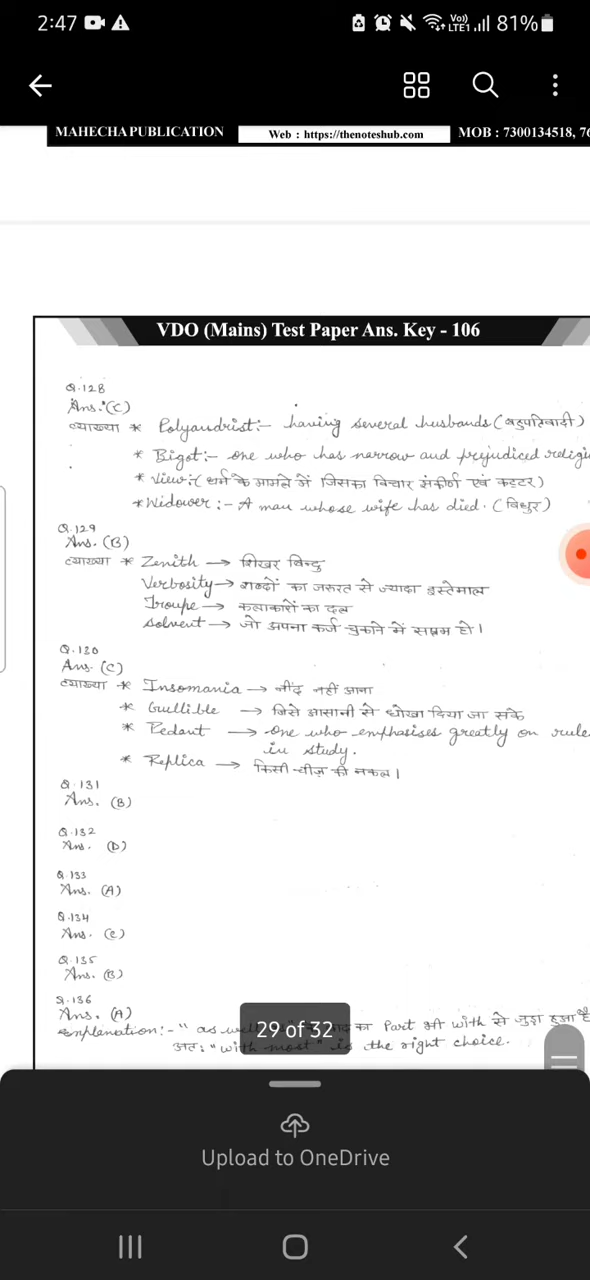 2:47 81%
Vo)) LTE1
MAHECHA PUBLICATION Web : https://thenoteshub.com MOB : 7300134518, 76
VDO (Mains) Test Paper Ans. Key - 106
Q.128
Ans. (C)
व्याख्या * Polyandrist:- having several husbands (बहुपतिवादी)
* Bigot:- one who has narrow and prejudiced religi
* View:( धर्म के मामले में जिसका विचार संकीर्ण एवं कट्टर)
* Widower:- A man whose wife has died. (विधुर)
Q.129
Ans. (B)
व्याख्या * Zenith → शिखर बिन्दु
Verbosity → शब्दों का जरुरत से ज्यादा इस्तेमाल
Troupe → कलाकारों का दल
Solvent → जो अपना कर्ज चुकाने में सक्षम हो।
Q.130
Ans. (C)
व्याख्या * Insomania → नींद नहीं आना
* Gullible → जिसे आसानी से धोखा दिया जा सके
* Pedant → one who emphasises greatly on rule
in study.
* Replica → किसी चीज़ की नकल।
Q.131
Ans. (B)
Q.132
Ans. (D)
Q.133
Ans. (A)
Q.134
Ans. (C)
Q.135
Ans. (B)
Q.136
Ans. (A)
Explanation:- "as well का Part भी with से जुड़ा हुआ है
29 of 32
अतः "with most" is the right choice.
Upload to OneDrive